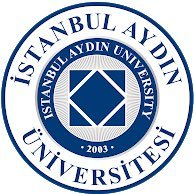 İSTANBUL AYDIN
ÜNİVERSİTESİ
ISTANBUL AYDIN UNIVERSITY
• 2003 •